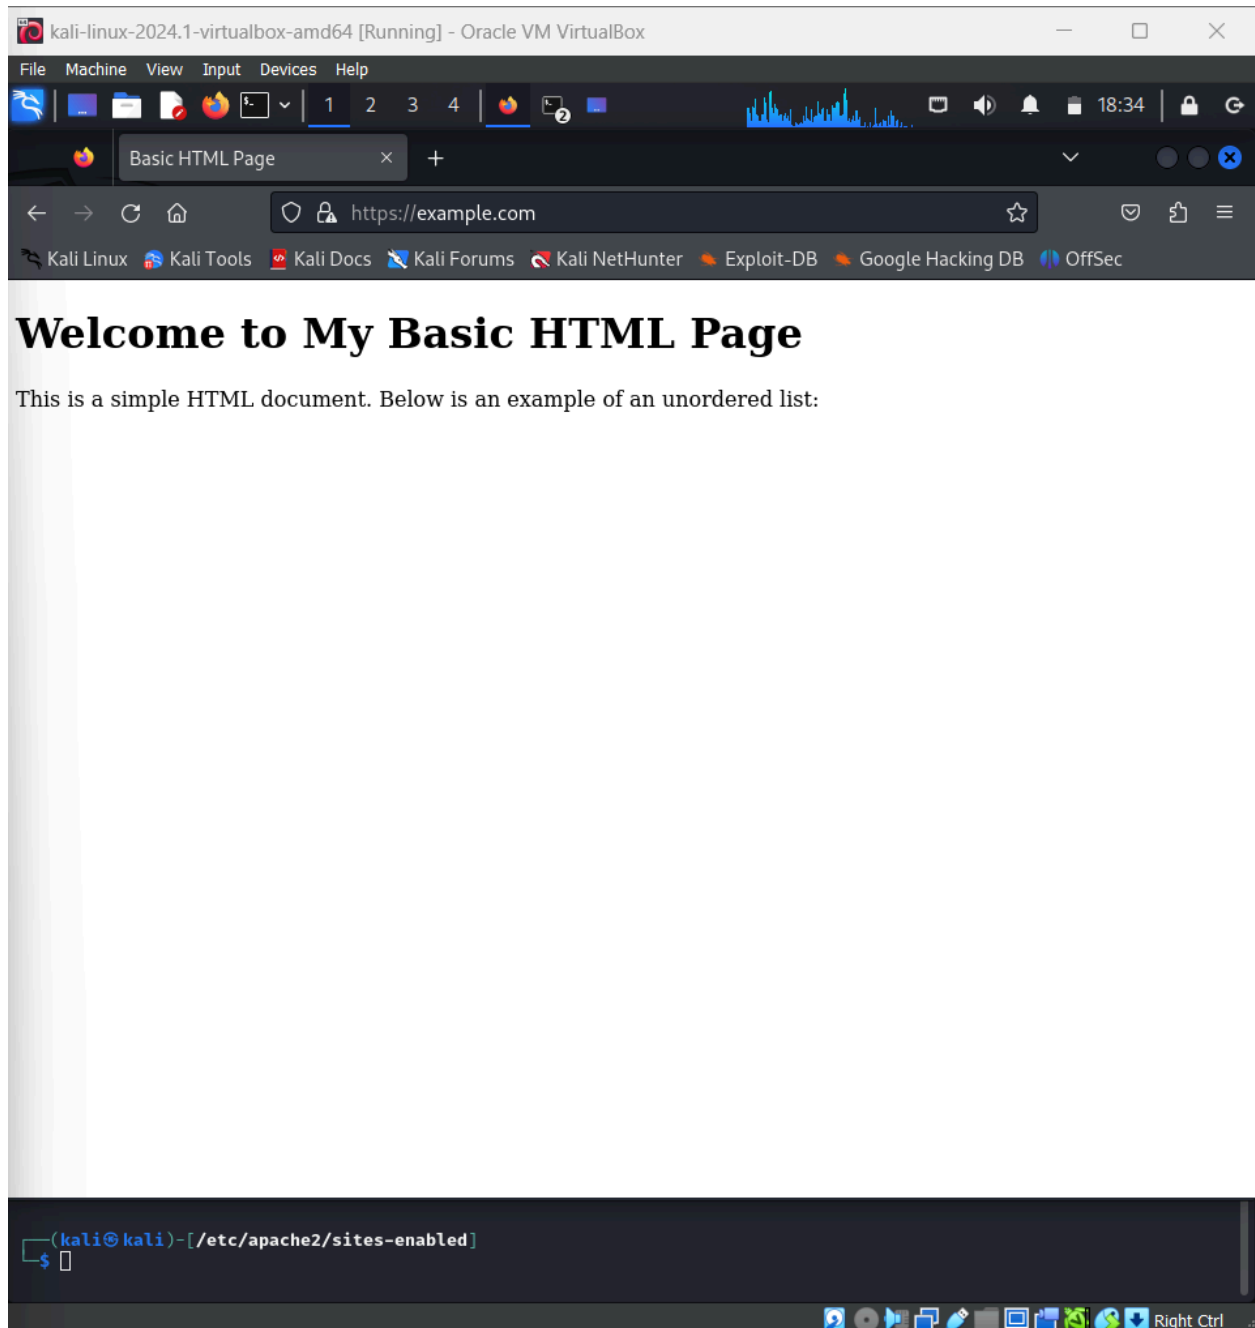 kali-linux-2024.1-virtualbox-amd64 [Running] - Oracle VM VirtualBox
File Machine View Input Devices Help
1 2 3 4 2 18:34
Basic HTML Page
https://example.com
Kali Linux Kali Tools Kali Docs Kali Forums Kali NetHunter Exploit-DB Google Hacking DB OffSec
Welcome to My Basic HTML Page
This is a simple HTML document. Below is an example of an unordered list:
(kali㉿kali)-[/etc/apache2/sites-enabled]
$
Right Ctrl